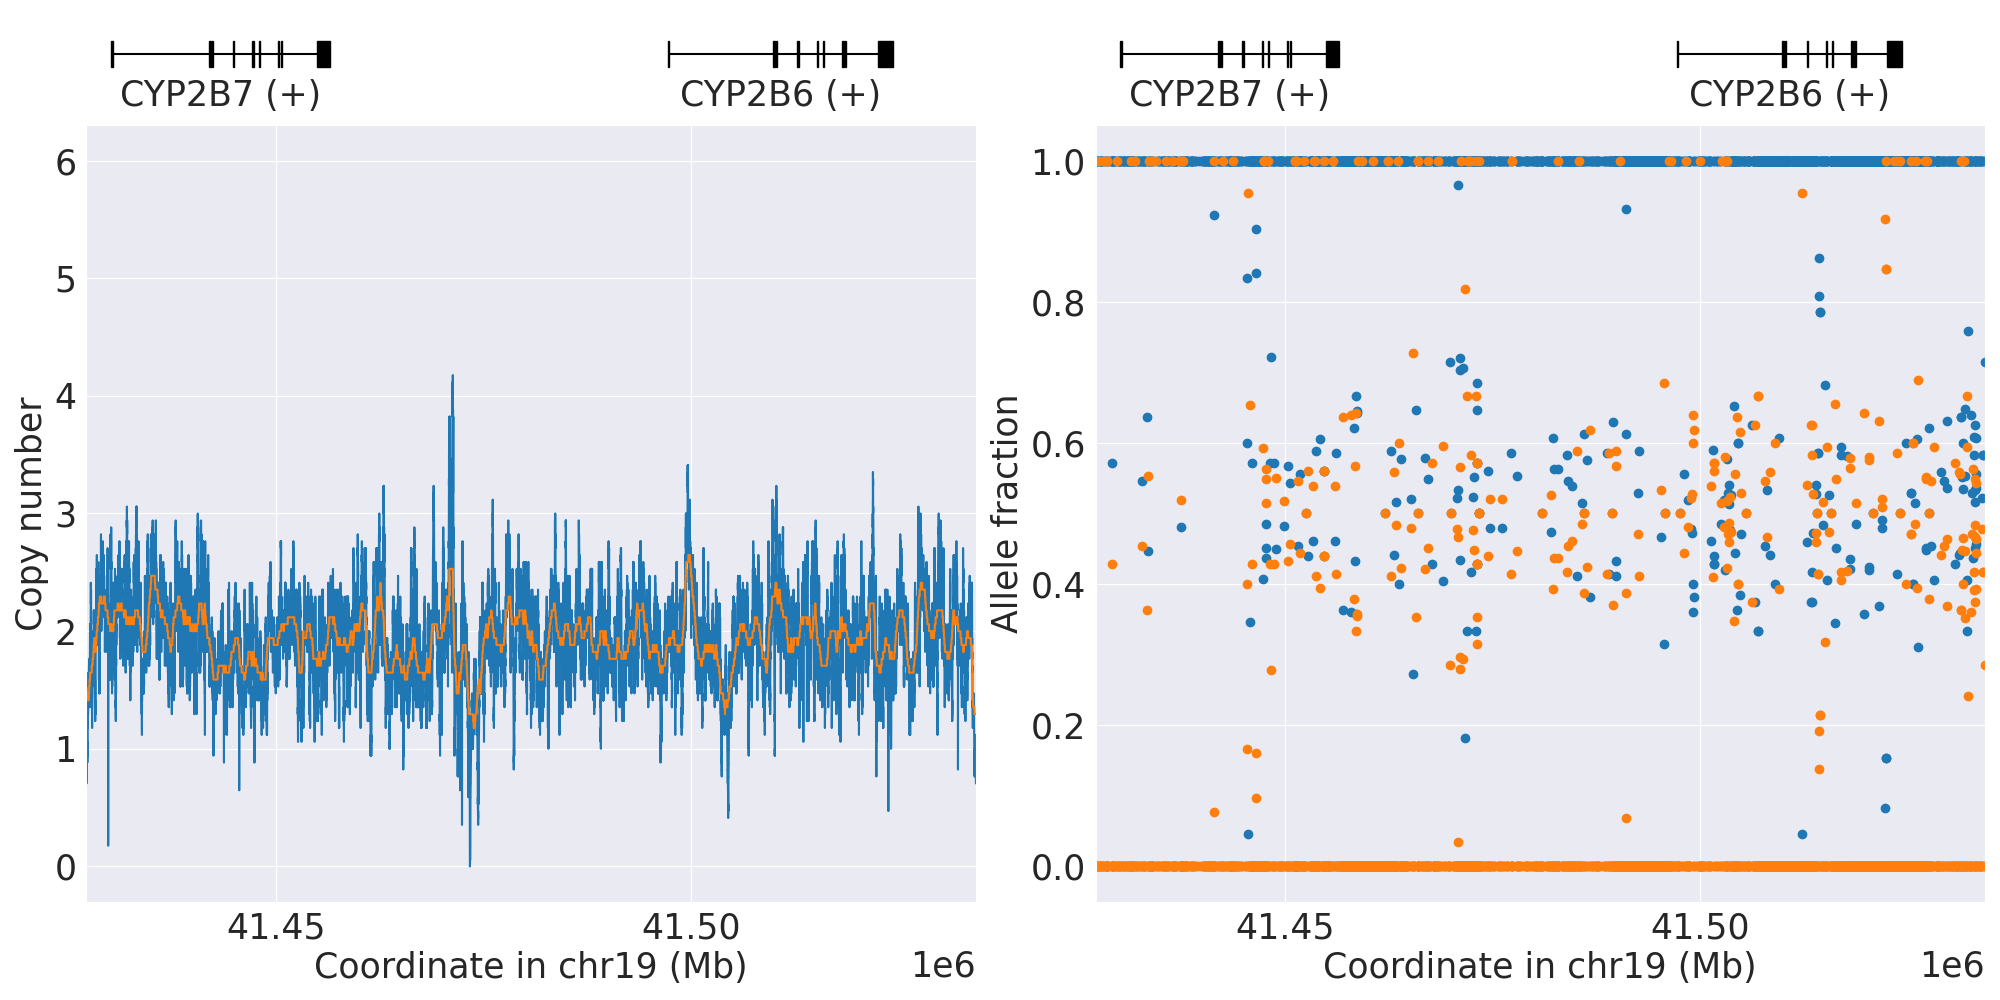 CYP2B7 (+)
CYP2B6 (+)
CYP2B7 (+)
CYP2B6 (+)
6
5
4
3
2
1
0
Copy number
41.45
41.50
Coordinate in chr19 (Mb)
1e6
1.0
0.8
0.6
0.4
0.2
0.0
Allele fraction
41.45
41.50
Coordinate in chr19 (Mb)
1e6